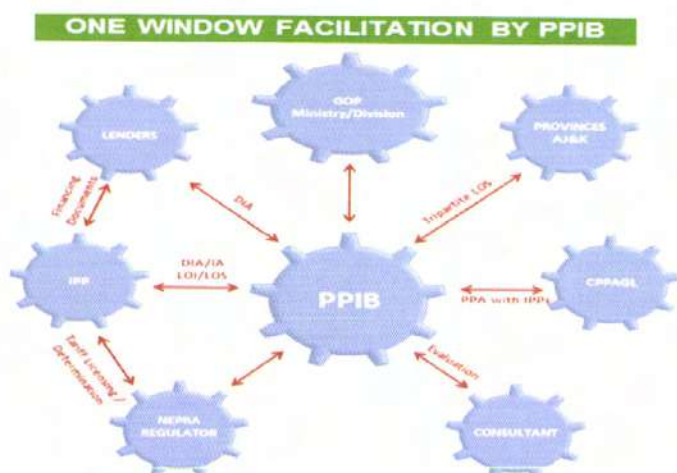 ONE WINDOW FACILITATION BY PPIB
GOP
Ministry/Division
LENDERS
PROVINCES
AJ&K
Financing
Documents
DIA
Tripartite LOS
IPP
DIA/IA
LOI/LOS
PPIB
PPA with IPPs
CPPAGL
Tariff Licensing /
Determination
Evaluation
NEPRA
REGULATOR
CONSULTANT